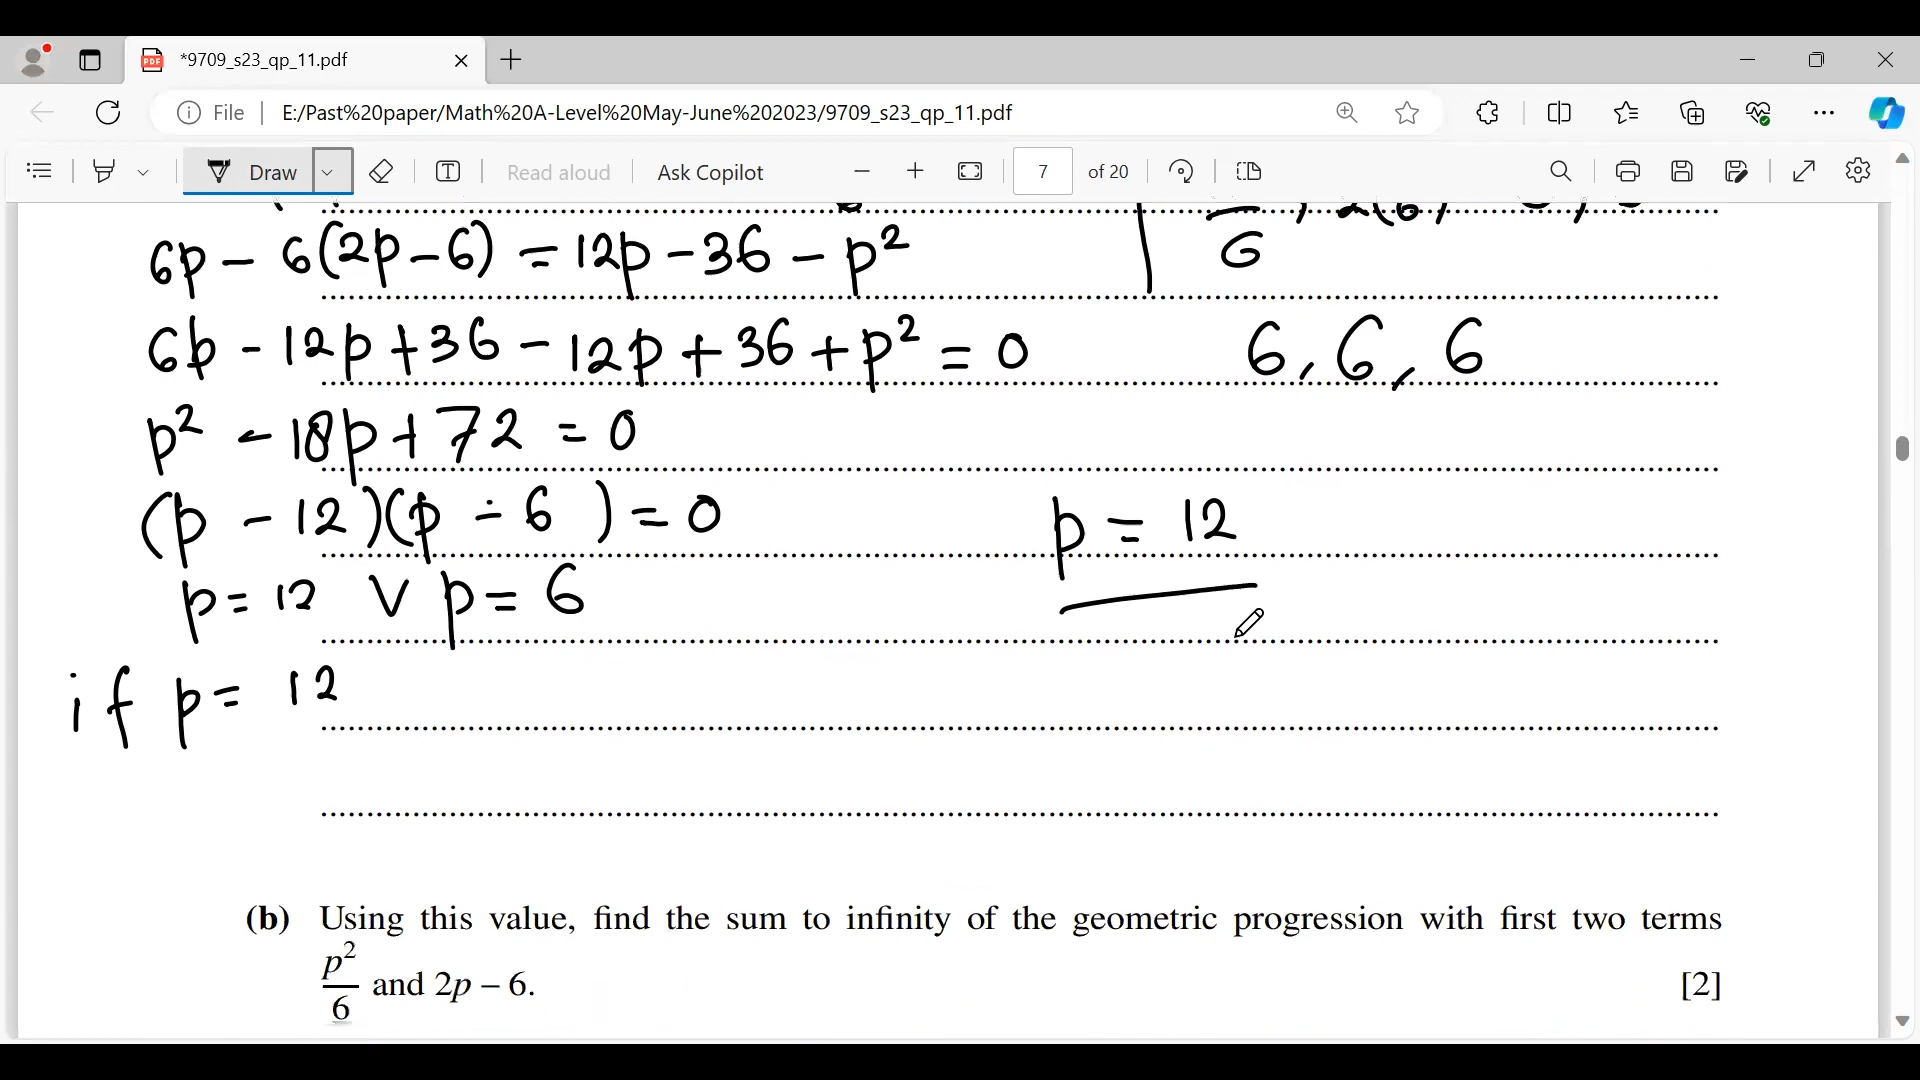 *9709_s23_qp_11.pdf
File | E:/Past%20paper/Math%20A-Level%20May-June%202023/9709_s23_qp_11.pdf
Draw Read aloud Ask Copilot 7 of 20
6p - 6(2p-6) = 12p - 36 - p²
6
6p - 12p + 36 - 12p + 36 + p² = 0
6, 6, 6
p² - 18p + 72 = 0
(p - 12)(p - 6) = 0
p = 12
p = 12 V p = 6
if p = 12
(b) Using this value, find the sum to infinity of the geometric progression with first two terms
p²/6 and 2p – 6. [2]